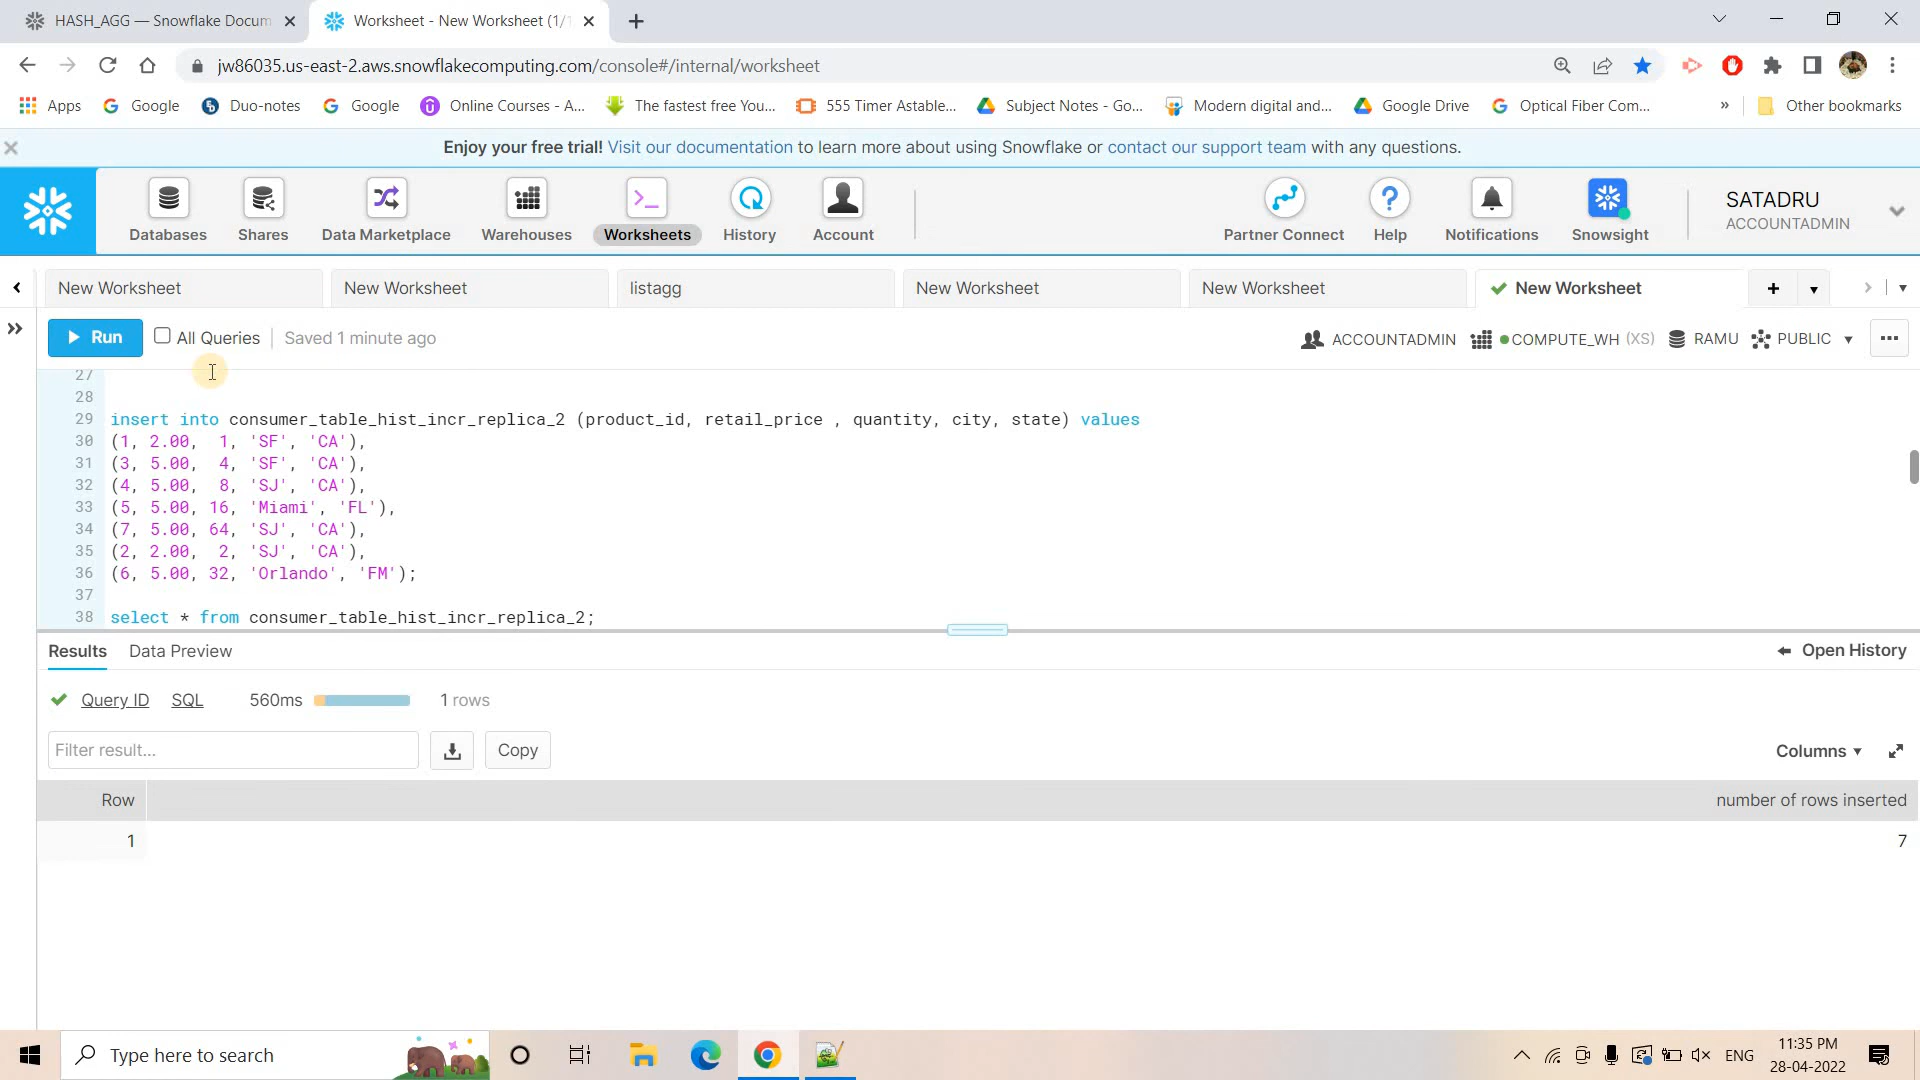 HASH_AGG — Snowflake Docum
Worksheet - New Worksheet (1/1
jw86035.us-east-2.aws.snowflakecomputing.com/console#/internal/worksheet
Apps
Google
Duo-notes
Google
Online Courses - A...
The fastest free You...
555 Timer Astable...
Subject Notes - Go...
Modern digital and...
Google Drive
Optical Fiber Com...
»
Other bookmarks
Enjoy your free trial! Visit our documentation to learn more about using Snowflake or contact our support team with any questions.
Databases
Shares
Data Marketplace
Warehouses
Worksheets
History
Account
Partner Connect
Help
Notifications
Snowsight
SATADRU
ACCOUNTADMIN
New Worksheet
New Worksheet
listagg
New Worksheet
New Worksheet
New Worksheet
Run
All Queries
Saved 1 minute ago
ACCOUNTADMIN
COMPUTE_WH (XS)
RAMU
PUBLIC
27
28
29 insert into consumer_table_hist_incr_replica_2 (product_id, retail_price , quantity, city, state) values
30 (1, 2.00,  1, 'SF', 'CA'),
31 (3, 5.00,  4, 'SF', 'CA'),
32 (4, 5.00,  8, 'SJ', 'CA'),
33 (5, 5.00, 16, 'Miami', 'FL'),
34 (7, 5.00, 64, 'SJ', 'CA'),
35 (2, 2.00,  2, 'SJ', 'CA'),
36 (6, 5.00, 32, 'Orlando', 'FM');
37
38 select * from consumer_table_hist_incr_replica_2;
Results
Data Preview
Open History
Query ID
SQL
560ms
1 rows
Filter result...
Copy
Columns
Row
number of rows inserted
1
7
Type here to search
ENG
11:35 PM
28-04-2022